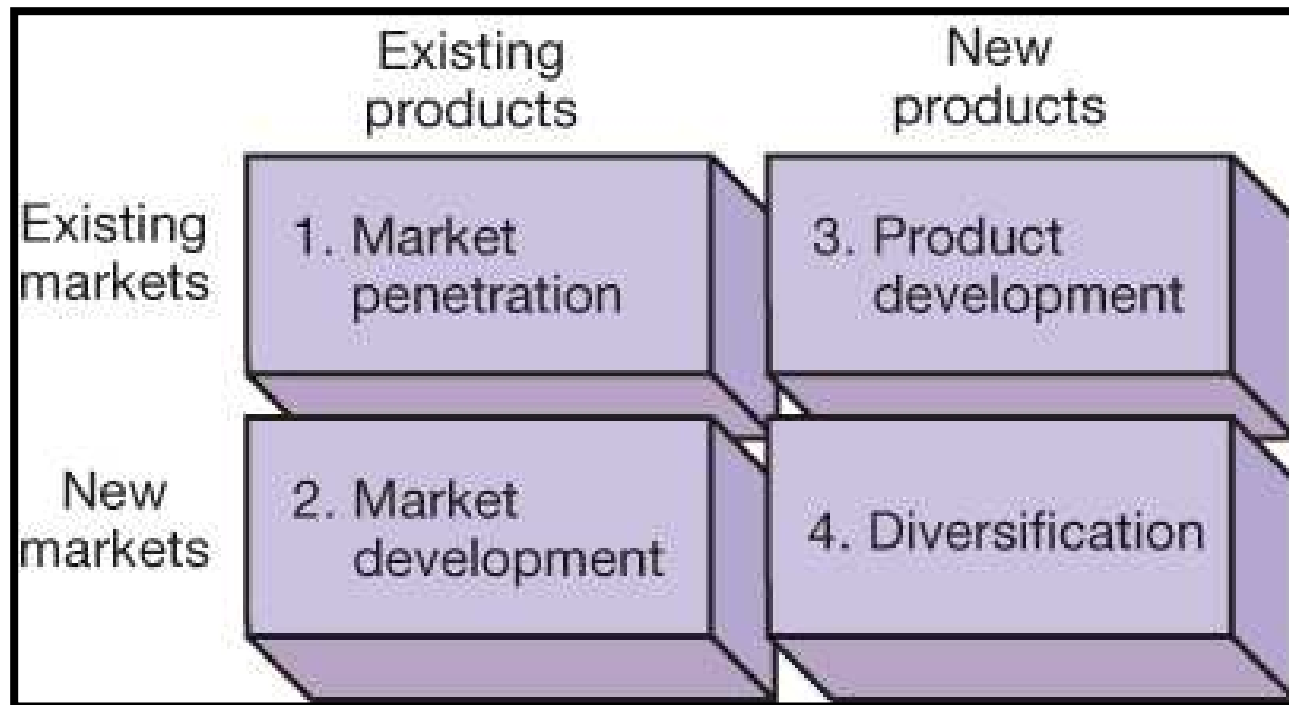 Existing
products
New
products
Existing
markets
1. Market
penetration
3. Product
development
New
markets
2. Market
development
4. Diversification